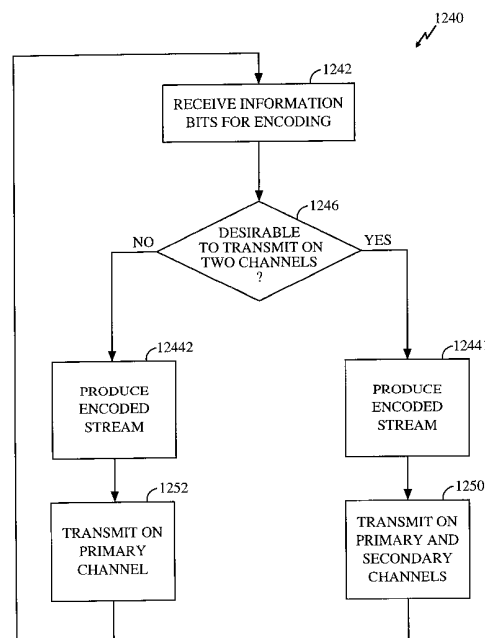 1240
1242
RECEIVE INFORMATION
BITS FOR ENCODING
1246
DESIRABLE
TO TRANSMIT ON
TWO CHANNELS
?
NO
YES
12442
PRODUCE
ENCODED
STREAM
12441
PRODUCE
ENCODED
STREAM
1252
TRANSMIT ON
PRIMARY
CHANNEL
1250
TRANSMIT ON
PRIMARY AND
SECONDARY
CHANNELS